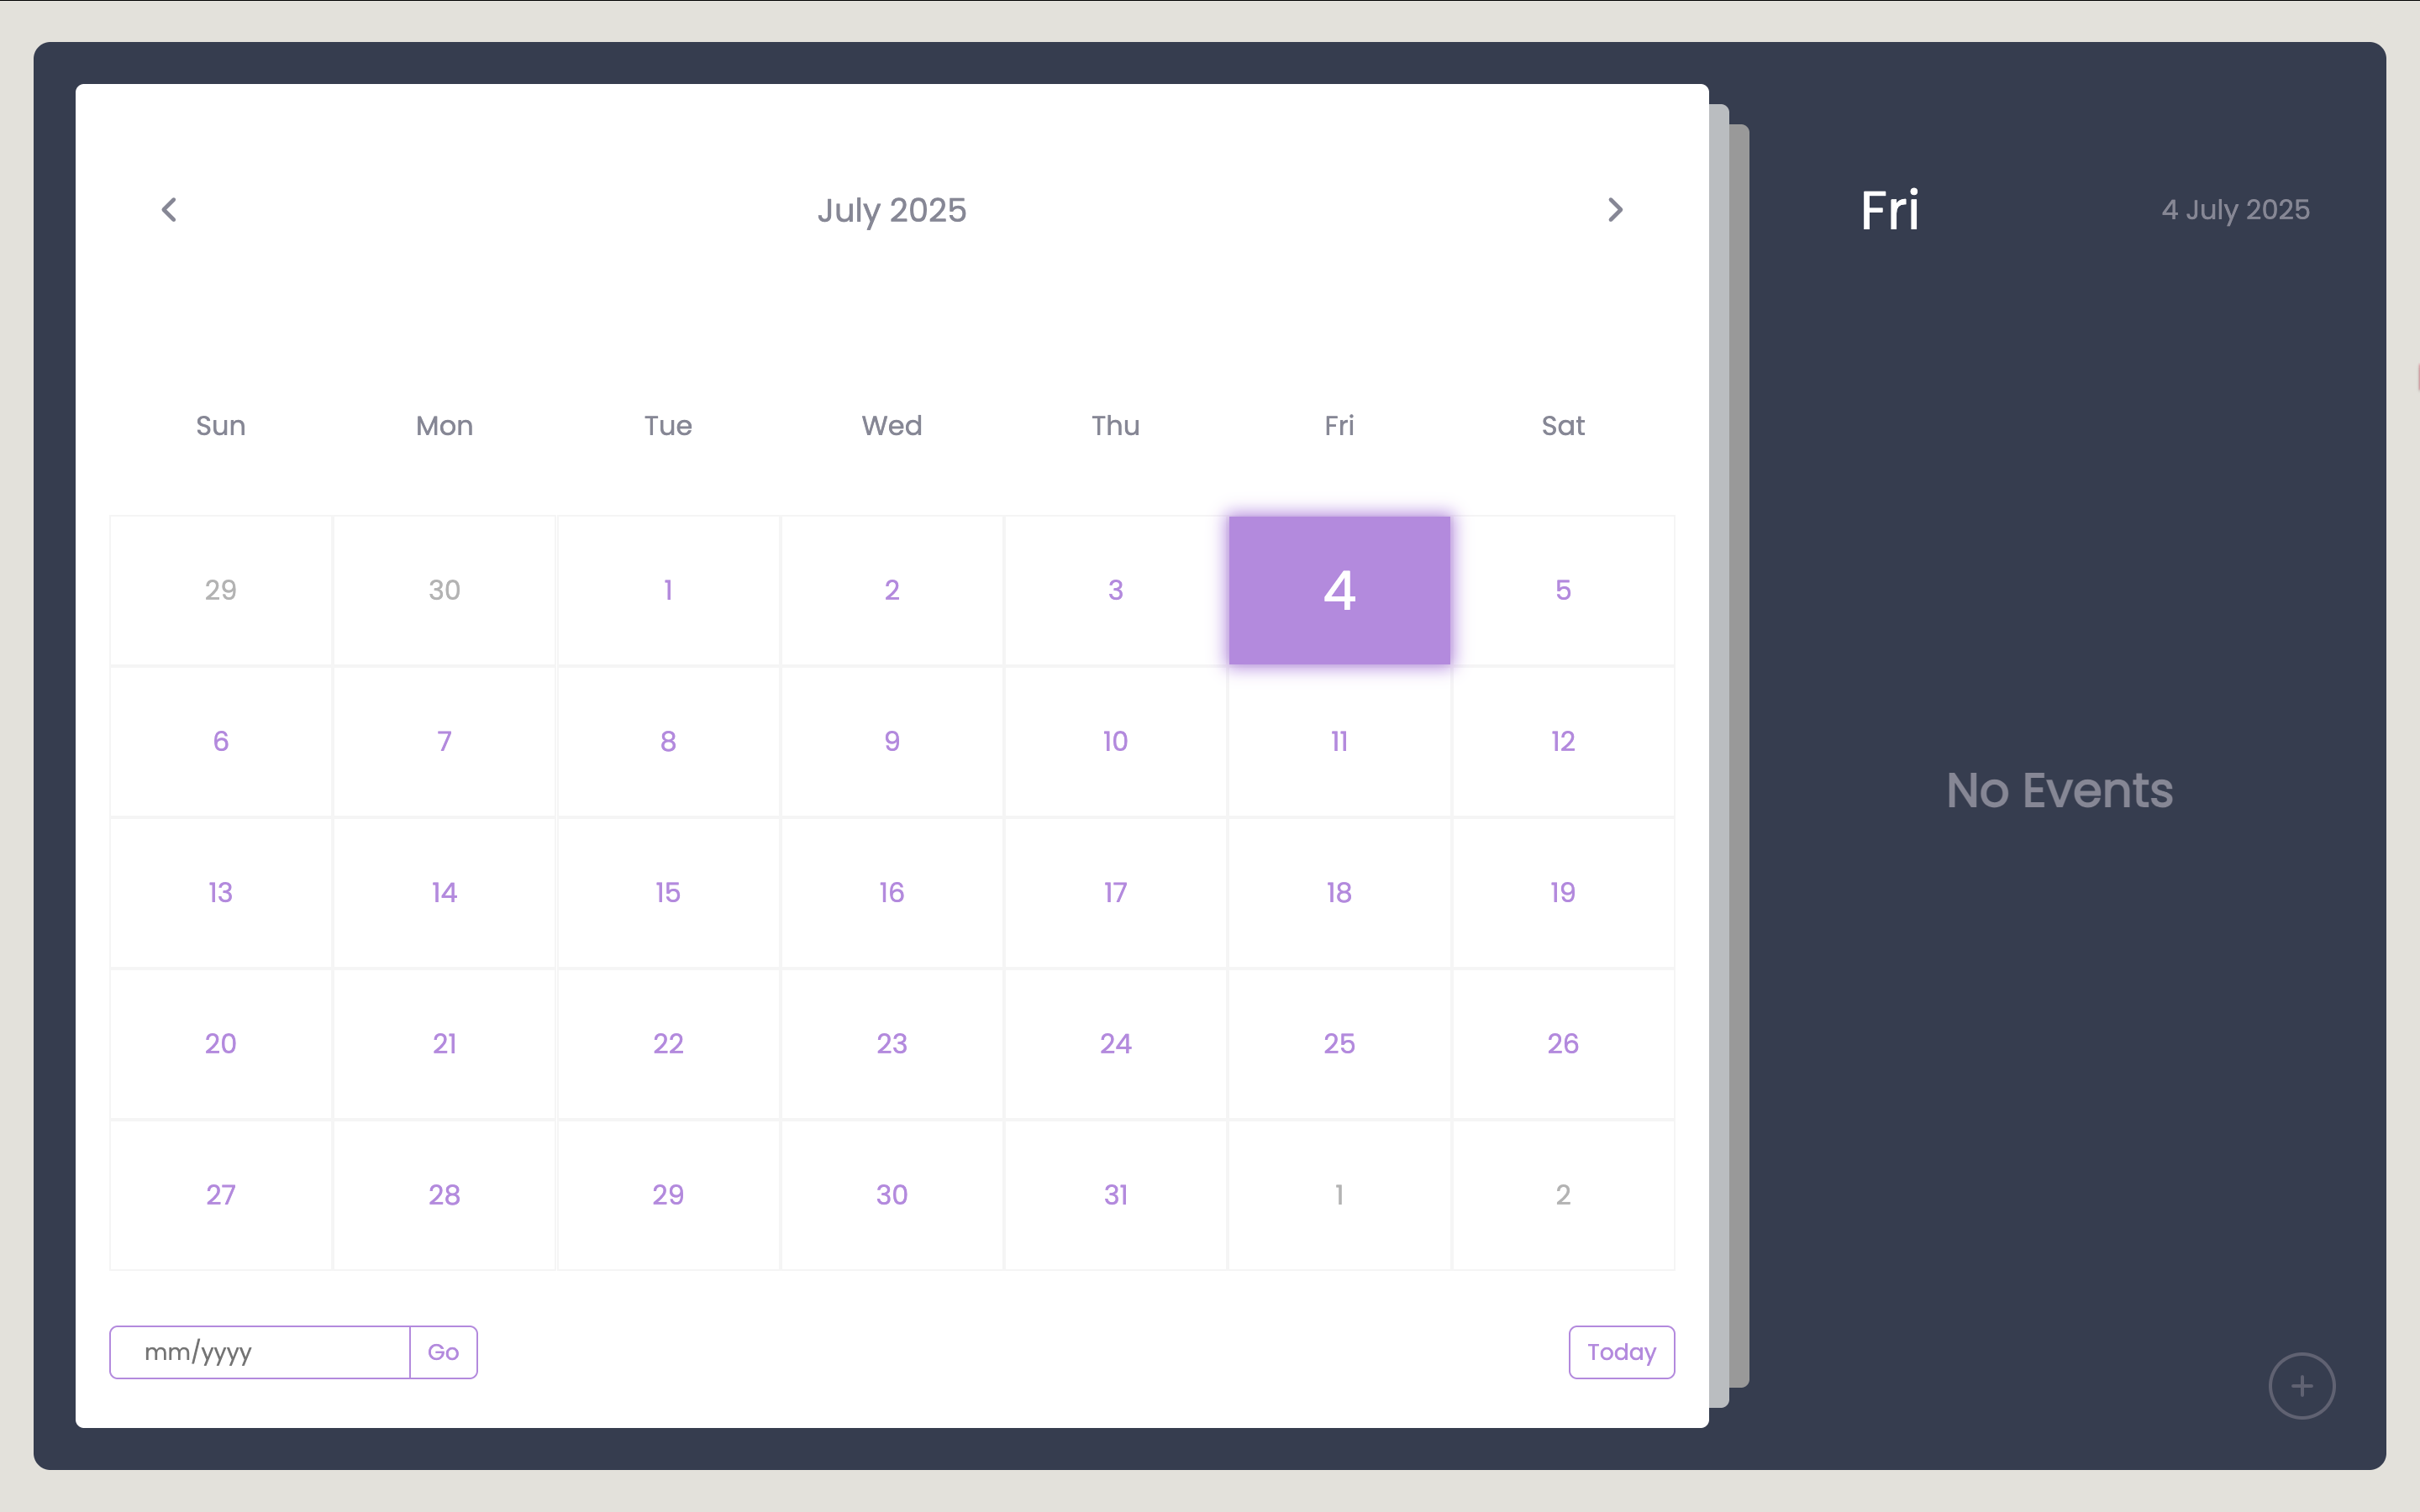 July 2025
Fri 4 July 2025
Sun Mon Tue Wed Thu Fri Sat
29 30 1 2 3 4 5
6 7 8 9 10 11 12
No Events
13 14 15 16 17 18 19
20 21 22 23 24 25 26
27 28 29 30 31 1 2
mm/yyyy Go Today
+